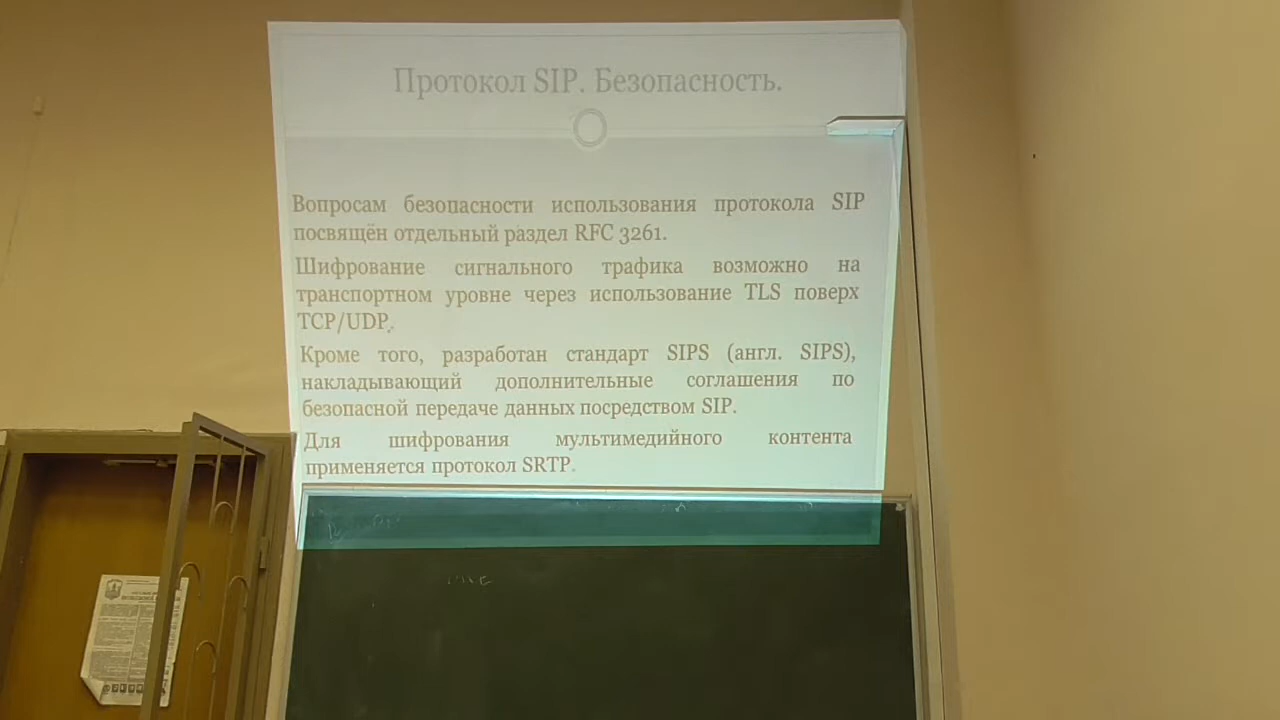 Протокол SIP. Безопасность.
Вопросам безопасности использования протокола SIP
посвящён отдельный раздел RFC 3261.
Шифрование сигнального трафика возможно на
транспортном уровне через использование TLS поверх
TCP/UDP.
Кроме того, разработан стандарт SIPS (англ. SIPS),
накладывающий дополнительные соглашения по
безопасной передаче данных посредством SIP.
Для шифрования мультимедийного контента
применяется протокол SRTP.